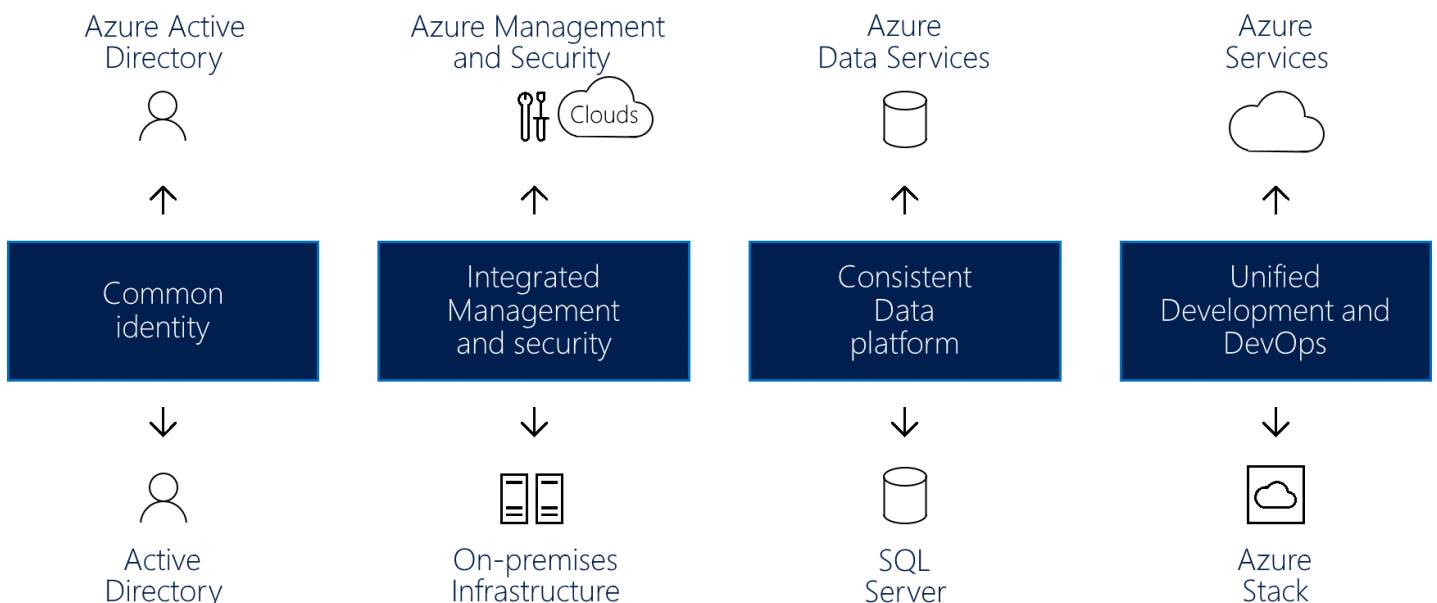 Azure Active
Directory
Azure Management
and Security
Azure
Data Services
Azure
Services
Clouds
Common
identity
Integrated
Management
and security
Consistent
Data
platform
Unified
Development and
DevOps
Active
Directory
On-premises
Infrastructure
SQL
Server
Azure
Stack